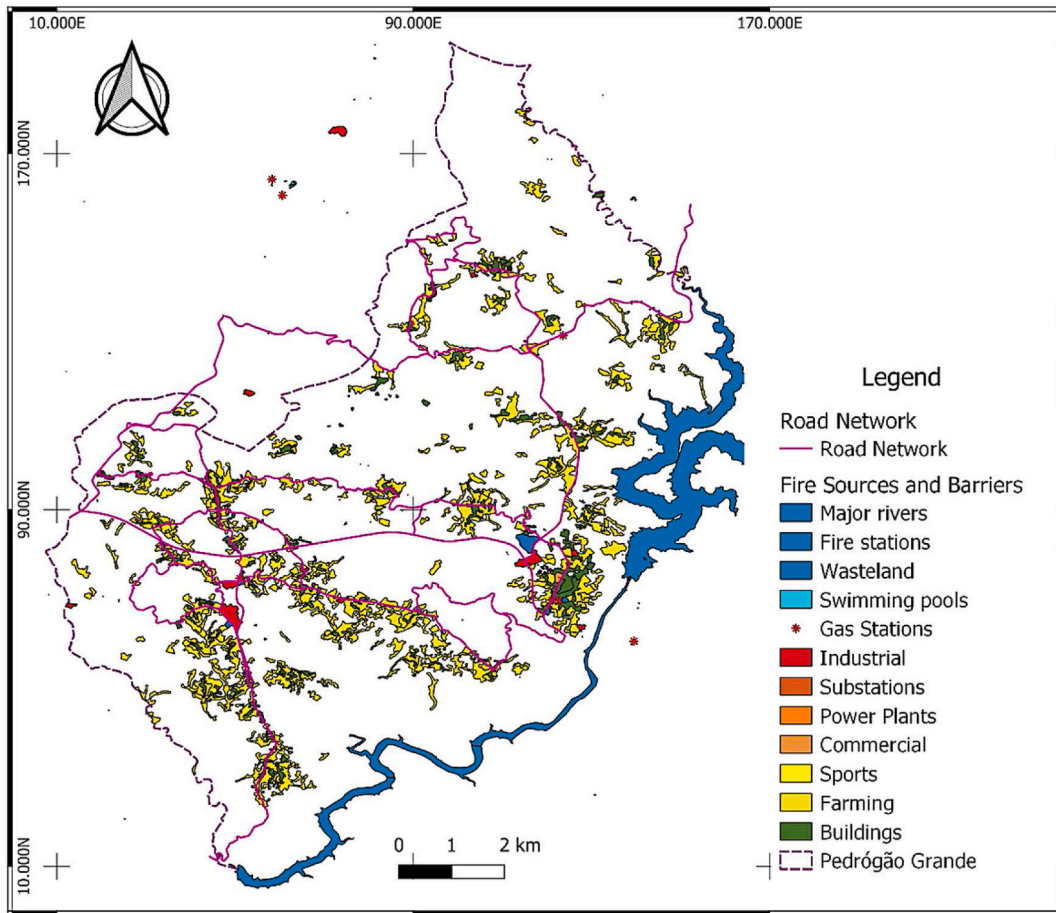 10.000E 90.000E 170.000E
170.000N
90.000N
10.000N
Legend
Road Network
Road Network
Fire Sources and Barriers
Major rivers
Fire stations
Wasteland
Swimming pools
Gas Stations
Industrial
Substations
Power Plants
Commercial
Sports
Farming
Buildings
Pedrógão Grande
0 1 2 km